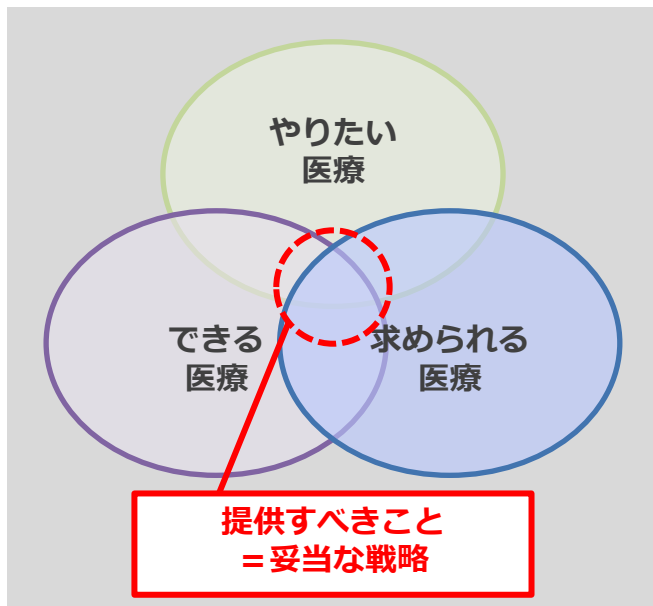 やりたい
医療
できる
医療
求められる
医療
提供すべきこと
＝妥当な戦略